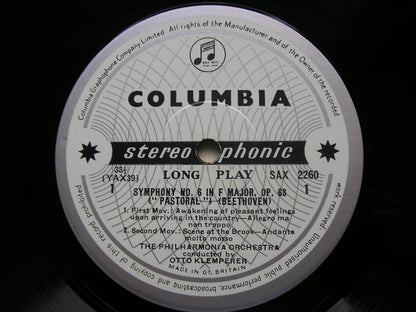 Columbia Graphophone Company Limited. All rights of the Manufacturer and of the Owner of the recorded work reserved. Unauthorised public performance, broadcasting and copying of this record prohibited
COLUMBIA
stereophonic
33⅓ LONG PLAY SAX 2260
(YAX39)
1 1
SYMPHONY NO. 6 IN F MAJOR, OP. 68
("PASTORAL") (BEETHOVEN)
1. First Mov.: Awakening of pleasant feelings
upon arriving in the country—Allegro ma
non troppo
2. Second Mov.: Scene at the Brook—Andante
molto mosso
THE PHILHARMONIA ORCHESTRA
conducted by
OTTO KLEMPERER
MADE IN GT. BRITAIN